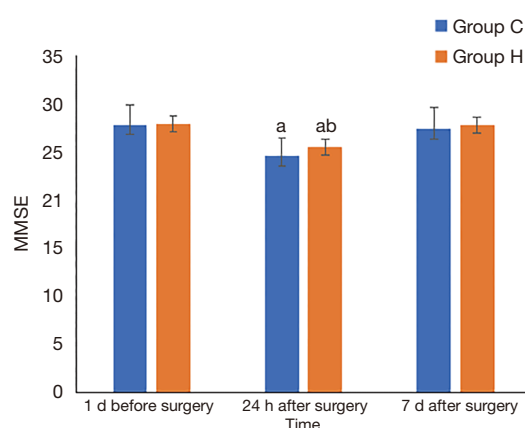 Group C
Group H
35
30
25
21
15
10
5
0
MMSE
a
ab
1 d before surgery
24 h after surgery
7 d after surgery
Time